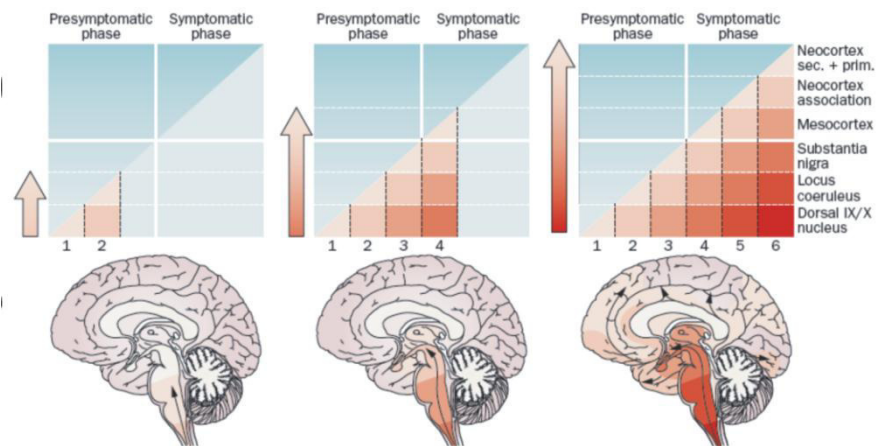 Presymptomatic
phase
Symptomatic
phase
1 2
Presymptomatic
phase
Symptomatic
phase
1 2 3 4
Presymptomatic
phase
Symptomatic
phase
Neocortex
sec. + prim.
Neocortex
association
Mesocortex
Substantia
nigra
Locus
coeruleus
Dorsal IX/X
nucleus
1 2 3 4 5 6